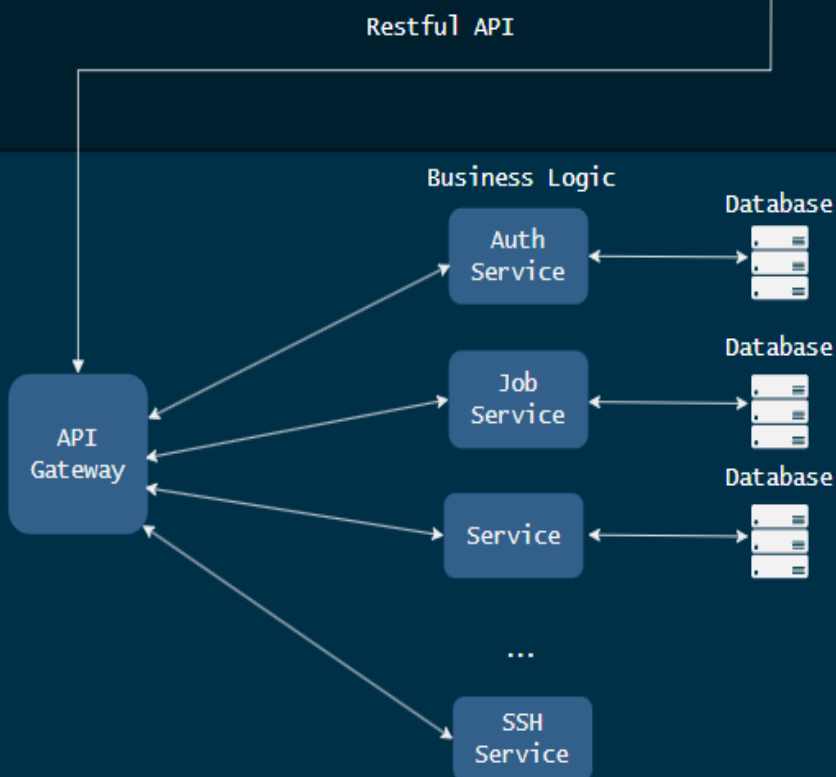 Restful API
Business Logic
Database
Auth
Service
Database
Job
Service
API
Gateway
Database
Service
...
SSH
Service